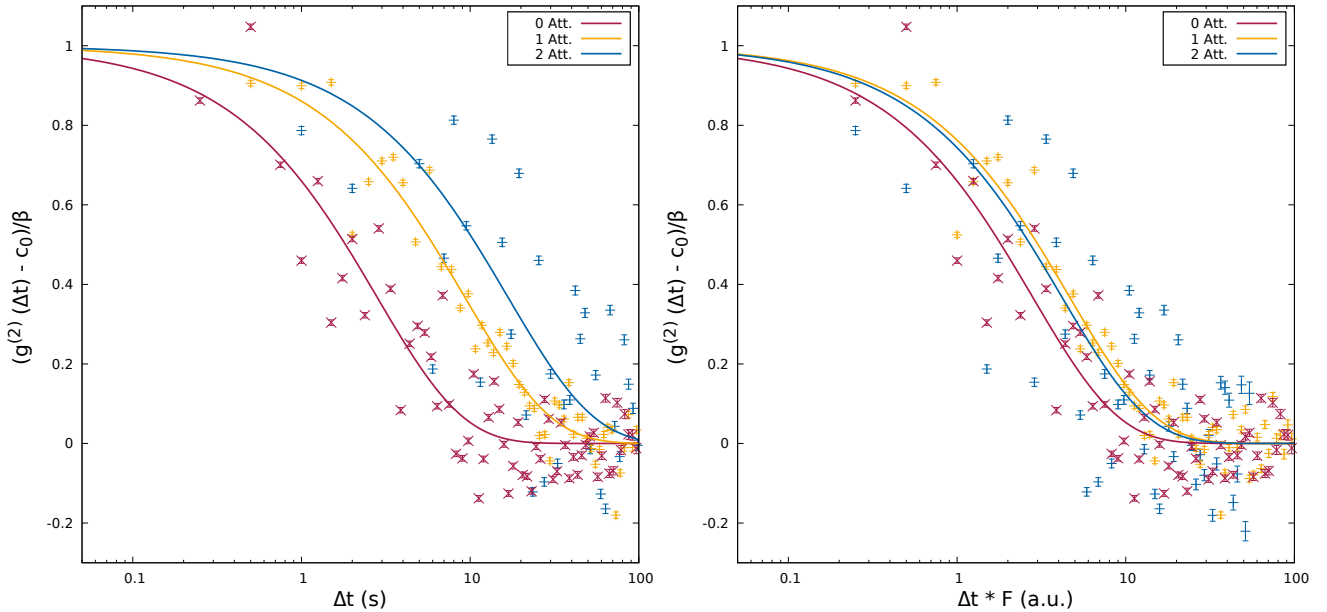 (g(2) (Δt) - c0)/β
1
0.8
0.6
0.4
0.2
0
-0.2
0.1 1 10 100
Δt (s)
0 Att.
1 Att.
2 Att.
(g(2) (Δt) - c0)/β
1
0.8
0.6
0.4
0.2
0
-0.2
0.1 1 10 100
Δt * F (a.u.)
0 Att.
1 Att.
2 Att.